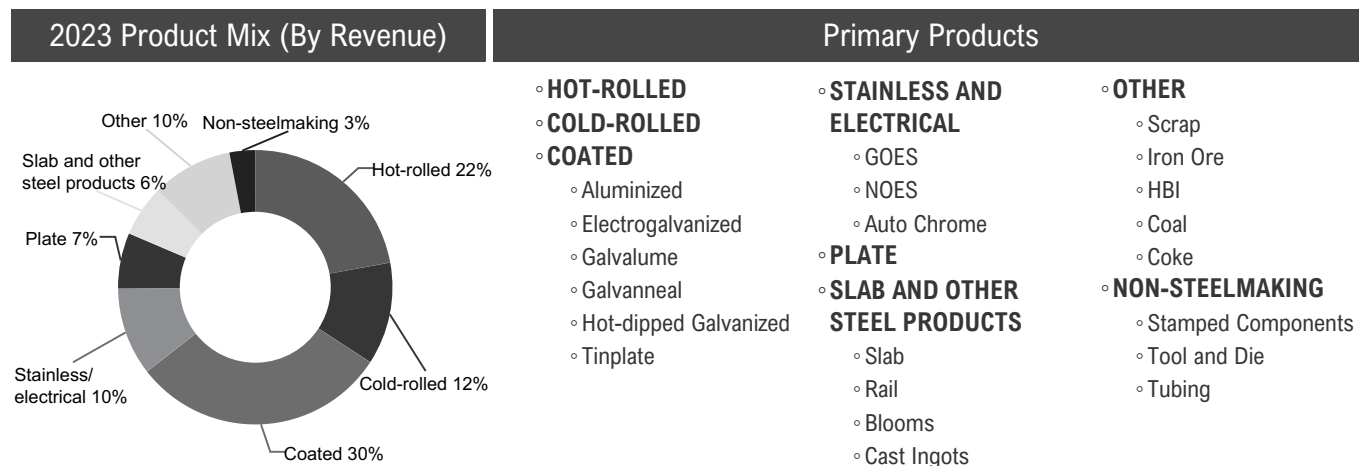 2023 Product Mix (By Revenue)
Other 10%
Non-steelmaking 3%
Slab and other
steel products 6%
Hot-rolled 22%
Plate 7%
Stainless/
electrical 10%
Cold-rolled 12%
Coated 30%
Primary Products
◦HOT-ROLLED
◦COLD-ROLLED
◦COATED
◦Aluminized
◦Electrogalvanized
◦Galvalume
◦Galvanneal
◦Hot-dipped Galvanized
◦Tinplate
◦STAINLESS AND
ELECTRICAL
◦GOES
◦NOES
◦Auto Chrome
◦PLATE
◦SLAB AND OTHER
STEEL PRODUCTS
◦Slab
◦Rail
◦Blooms
◦Cast Ingots
◦OTHER
◦Scrap
◦Iron Ore
◦HBI
◦Coal
◦Coke
◦NON-STEELMAKING
◦Stamped Components
◦Tool and Die
◦Tubing